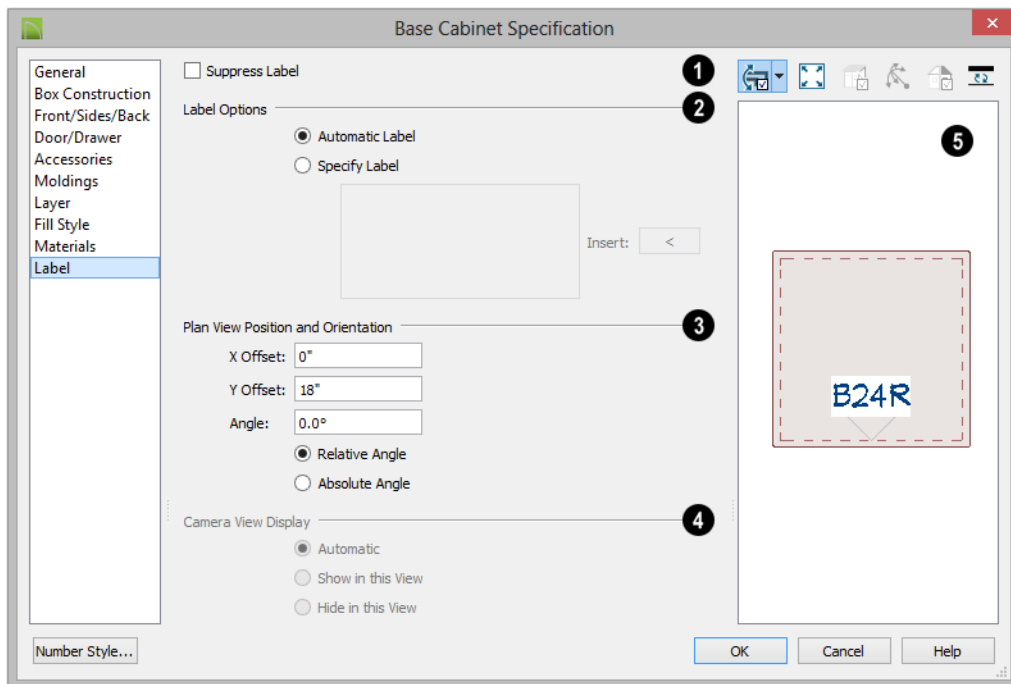 Base Cabinet Specification
General
Box Construction
Front/Sides/Back
Door/Drawer
Accessories
Moldings
Layer
Fill Style
Materials
Label
Suppress Label
1
Label Options
2
Automatic Label
Specify Label
Insert:
<
Plan View Position and Orientation
3
X Offset: 0"
Y Offset: 18"
Angle: 0.0°
Relative Angle
Absolute Angle
Camera View Display
4
Automatic
Show in this View
Hide in this View
5
B24R
Number Style...
OK
Cancel
Help